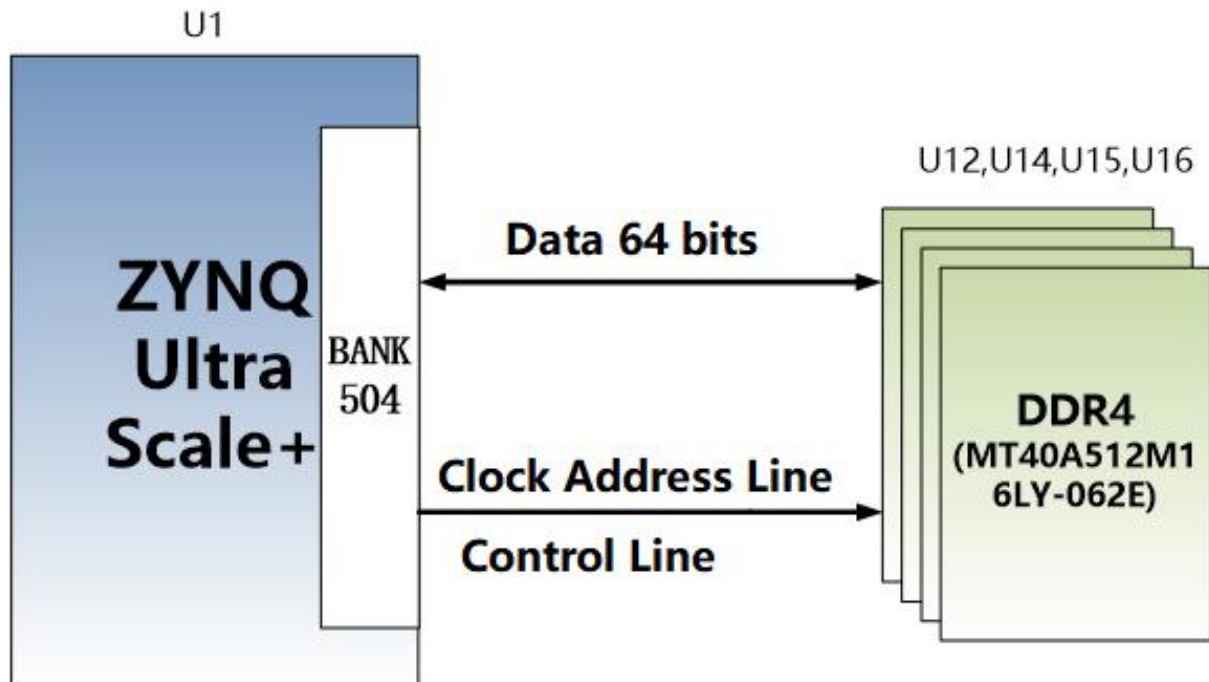 U1
ZYNQ
Ultra
Scale+
BANK
504
Data 64 bits
Clock Address Line
Control Line
U12,U14,U15,U16
DDR4
(MT40A512M1
6LY-062E)